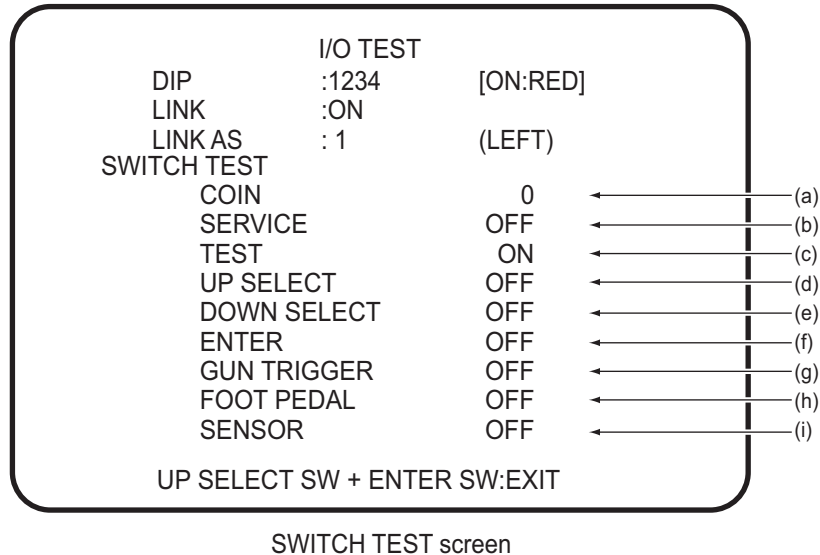 I/O TEST
DIP :1234 [ON:RED]
LINK :ON
LINK AS : 1 (LEFT)
SWITCH TEST
COIN 0 (a)
SERVICE OFF (b)
TEST ON (c)
UP SELECT OFF (d)
DOWN SELECT OFF (e)
ENTER OFF (f)
GUN TRIGGER OFF (g)
FOOT PEDAL OFF (h)
SENSOR OFF (i)
UP SELECT SW + ENTER SW:EXIT
SWITCH TEST screen